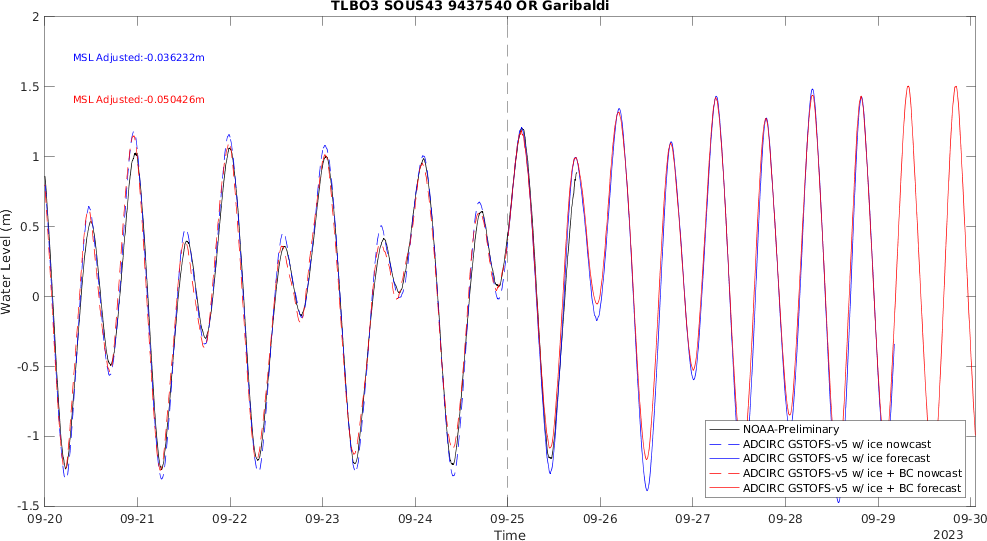 TLBO3 SOUS43 9437540 OR Garibaldi
MSL Adjusted:-0.036232m
MSL Adjusted:-0.050426m
Water Level (m)
2
1.5
1
0.5
0
-0.5
-1
-1.5
NOAA-Preliminary
ADCIRC GSTOFS-v5 w/ ice nowcast
ADCIRC GSTOFS-v5 w/ ice forecast
ADCIRC GSTOFS-v5 w/ ice + BC nowcast
ADCIRC GSTOFS-v5 w/ ice + BC forecast
09-20 09-21 09-22 09-23 09-24 09-25 09-26 09-27 09-28 09-29 09-30
Time
2023